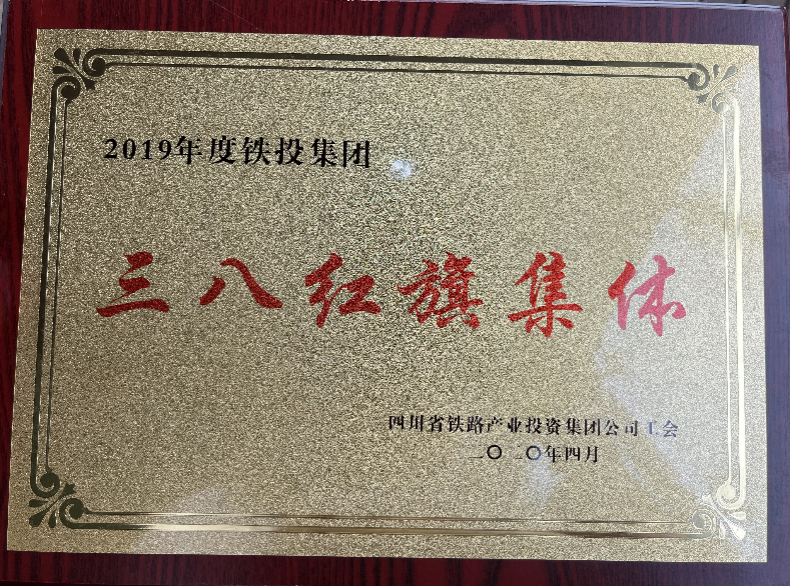 2019年度铁投集团
三八红旗集体
四川省铁路产业投资集团公司工会
二〇二〇年四月